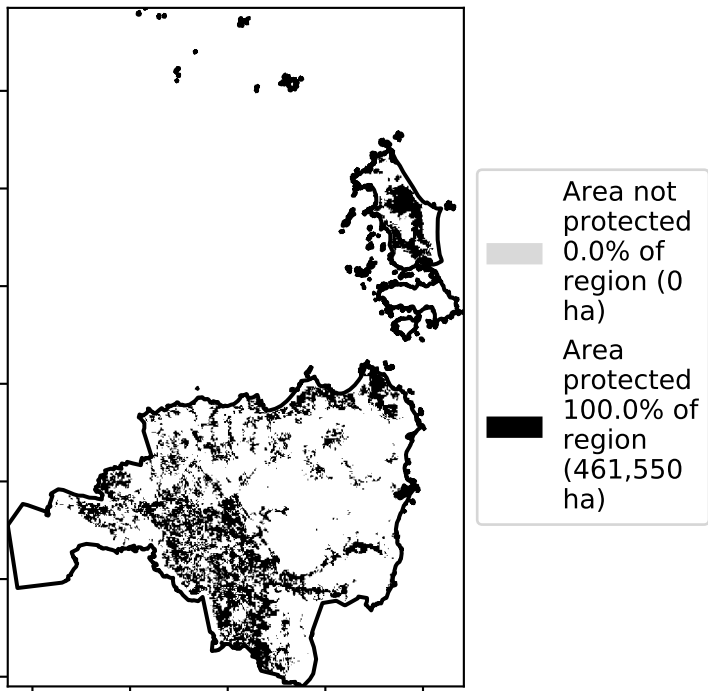 Area not
protected
0.0% of
region (0
ha)
Area
protected
100.0% of
region
(461,550
ha)